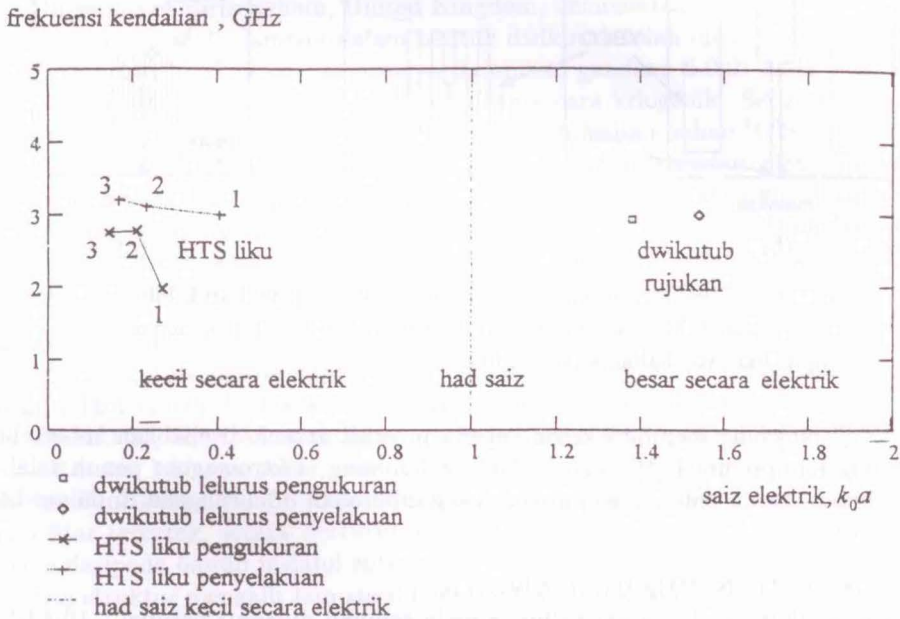 frekuensi kendalian , GHz
5
4
3
2
1
0
3 2 1
3 2 HTS liku
1
dwikutub
rujukan
kecil secara elektrik had saiz besar secara elektrik
0 0.2 0.4 0.6 0.8 1 1.2 1.4 1.6 1.8 2
saiz elektrik, k₀a
dwikutub lelurus pengukuran
dwikutub lelurus penyelakuan
HTS liku pengukuran
HTS liku penyelakuan
had saiz kecil secara elektrik